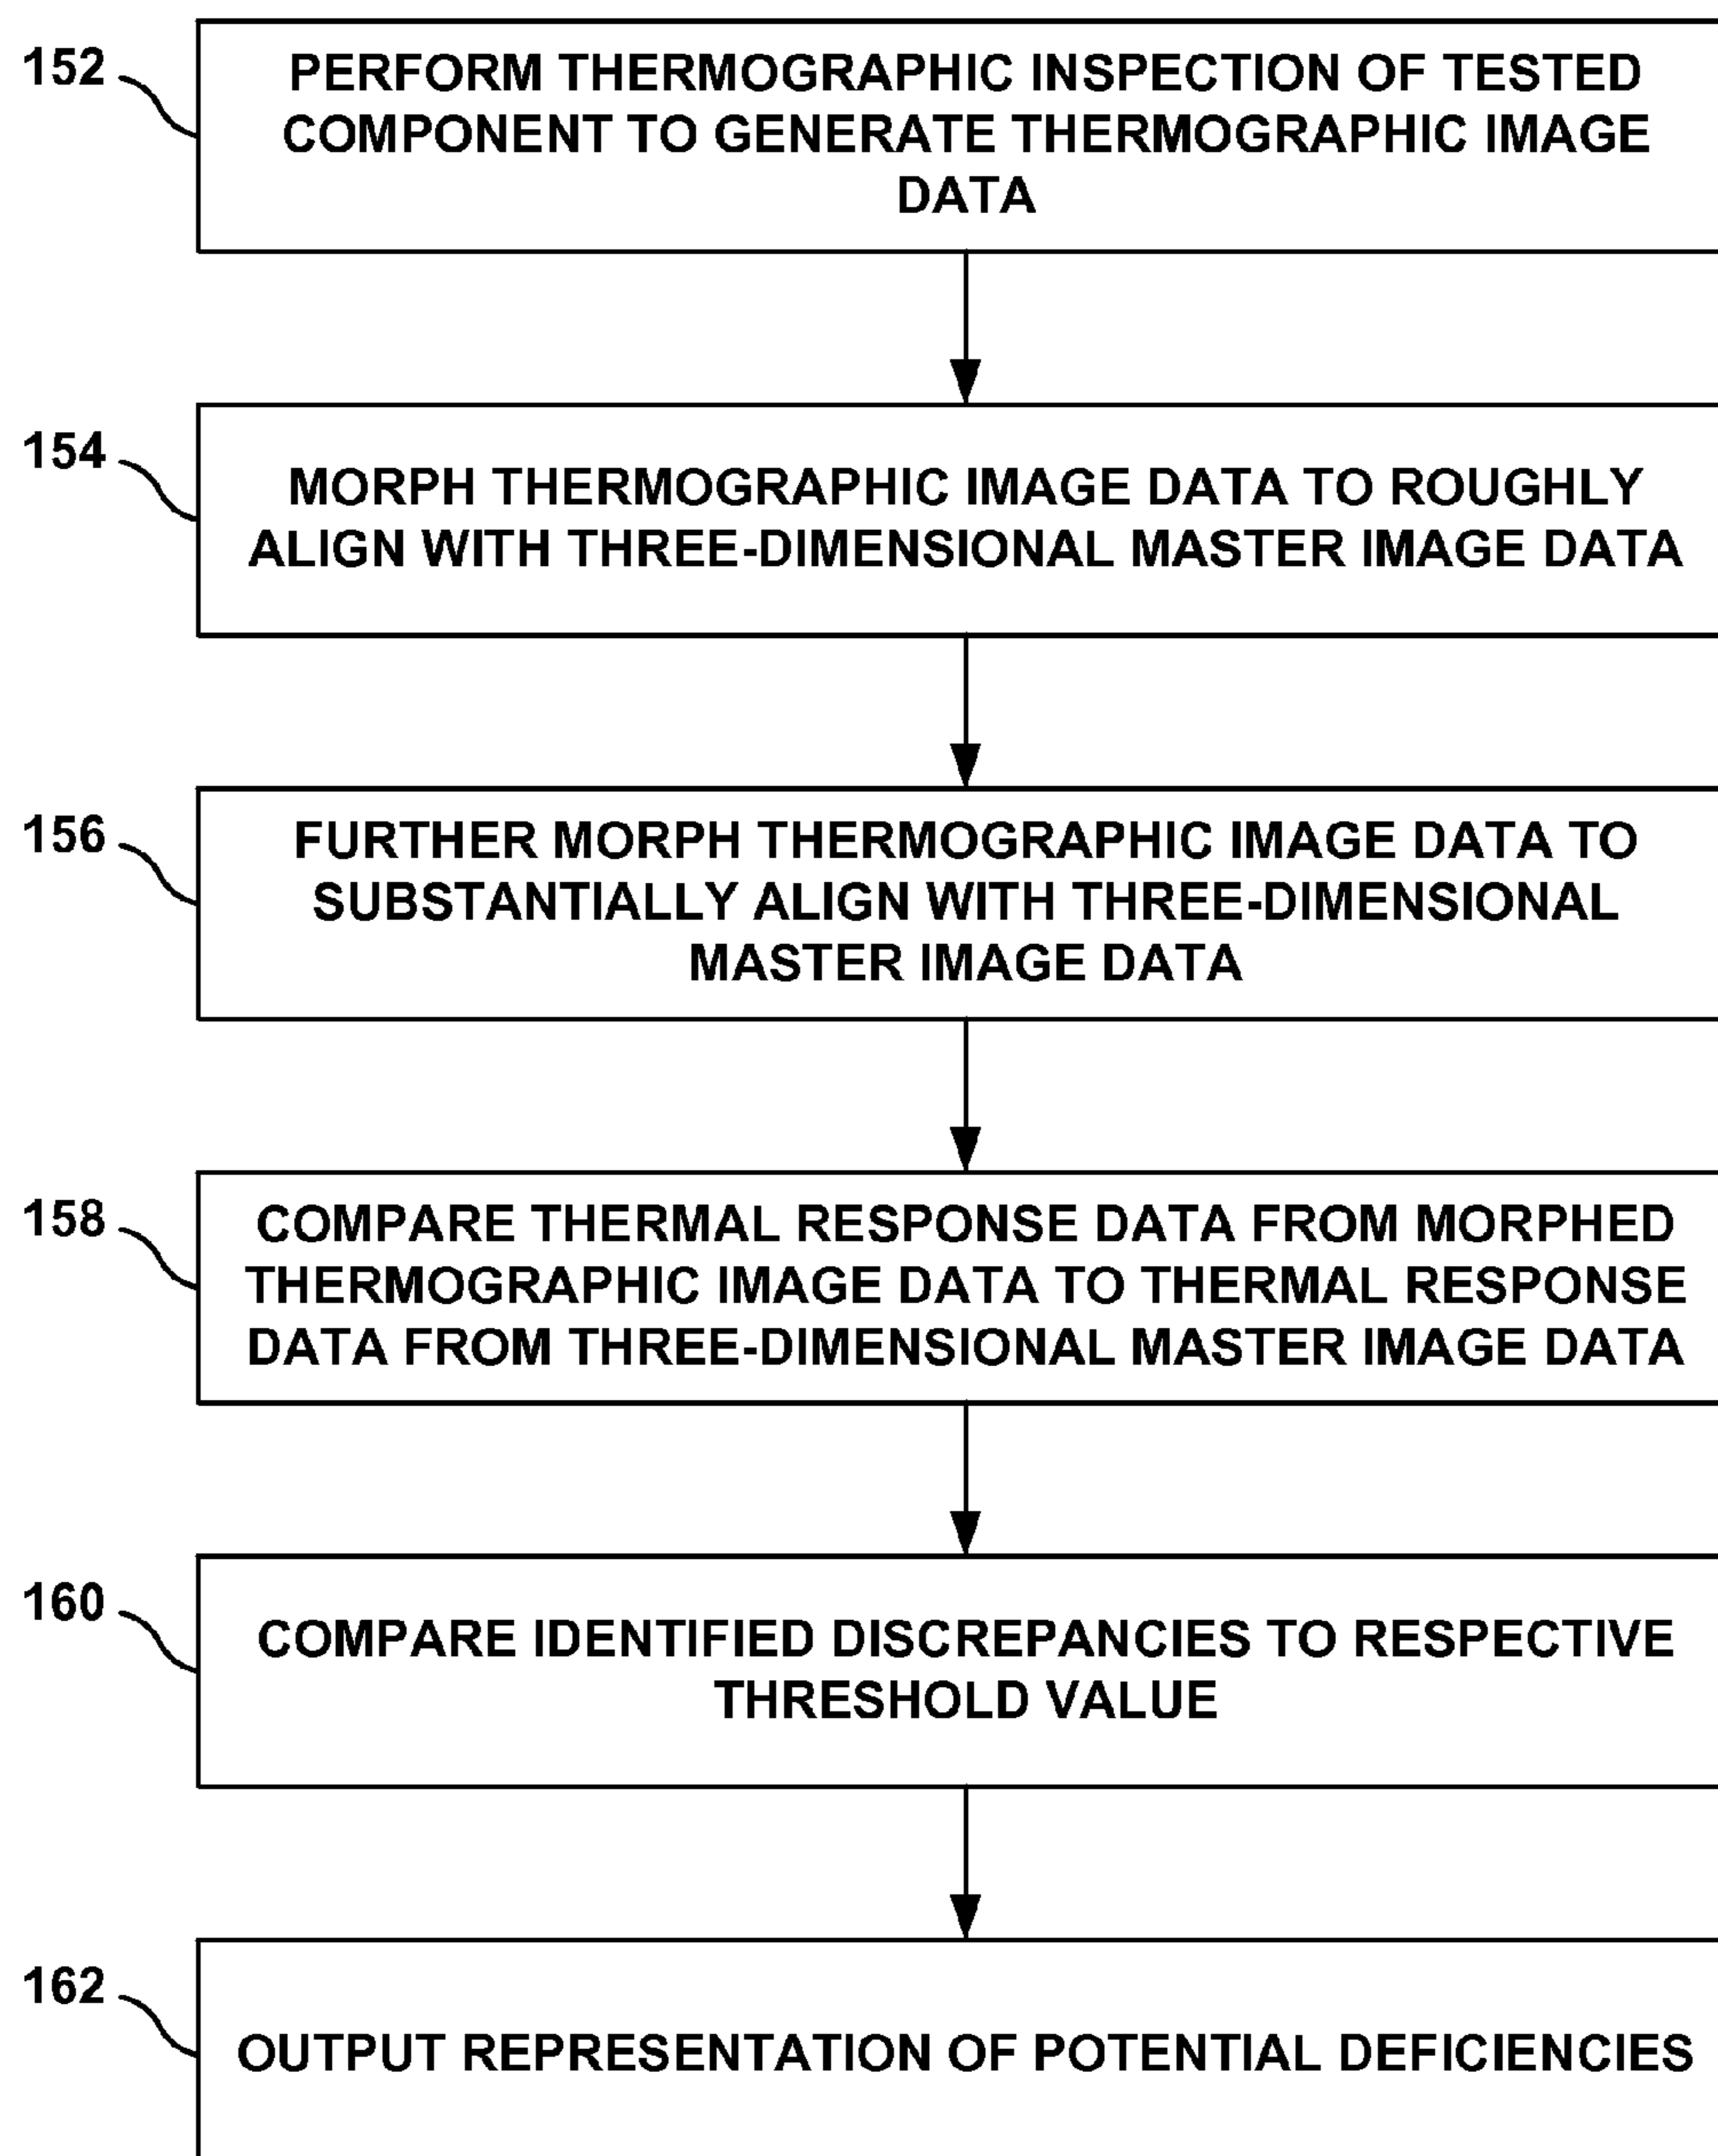 152
PERFORM THERMOGRAPHIC INSPECTION OF TESTED
COMPONENT TO GENERATE THERMOGRAPHIC IMAGE
DATA
154
MORPH THERMOGRAPHIC IMAGE DATA TO ROUGHLY
ALIGN WITH THREE-DIMENSIONAL MASTER IMAGE DATA
156
FURTHER MORPH THERMOGRAPHIC IMAGE DATA TO
SUBSTANTIALLY ALIGN WITH THREE-DIMENSIONAL
MASTER IMAGE DATA
158
COMPARE THERMAL RESPONSE DATA FROM MORPHED
THERMOGRAPHIC IMAGE DATA TO THERMAL RESPONSE
DATA FROM THREE-DIMENSIONAL MASTER IMAGE DATA
160
COMPARE IDENTIFIED DISCREPANCIES TO RESPECTIVE
THRESHOLD VALUE
162
OUTPUT REPRESENTATION OF POTENTIAL DEFICIENCIES